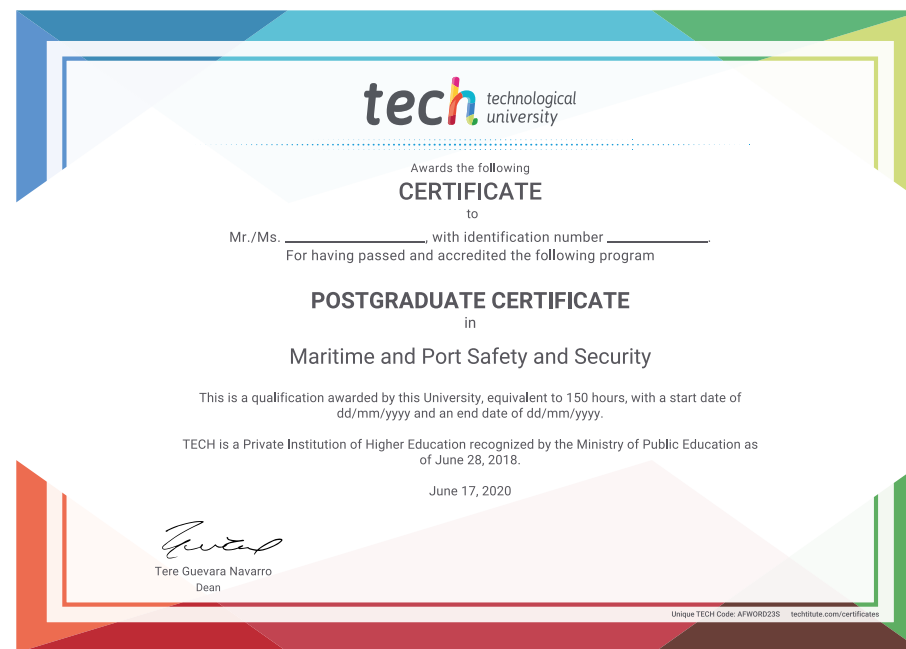 tech technological
university
Awards the following
CERTIFICATE
to
Mr./Ms. ____________________, with identification number ______________.
For having passed and accredited the following program
POSTGRADUATE CERTIFICATE
in
Maritime and Port Safety and Security
This is a qualification awarded by this University, equivalent to 150 hours, with a start date of
dd/mm/yyyy and an end date of dd/mm/yyyy.
TECH is a Private Institution of Higher Education recognized by the Ministry of Public Education as
of June 28, 2018.
June 17, 2020
Tere Guevara Navarro
Dean
Unique TECH Code: AFWORD23S techtitute.com/certificates